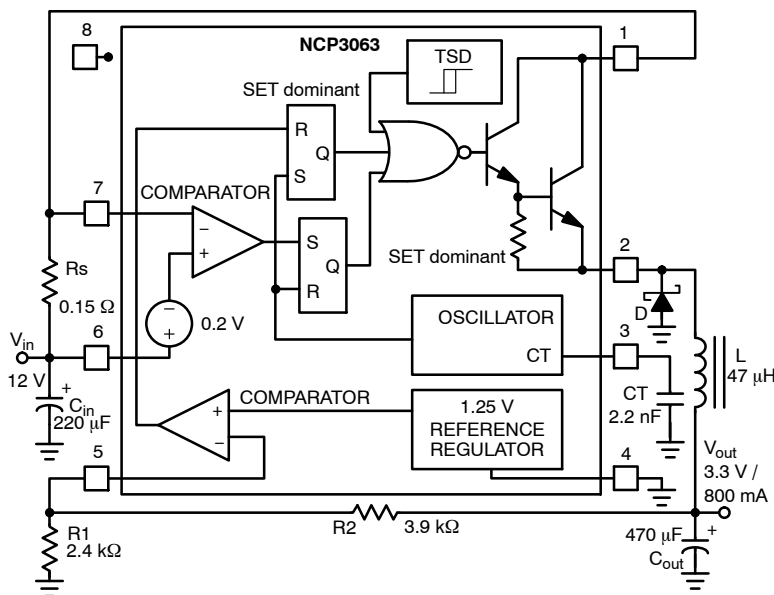 8
NCP3063
1
TSD
SET dominant
R
Q
S
7
COMPARATOR
−
+
S
Q
R
SET dominant
2
Rs
0.15 Ω
D
−
+
0.2 V
OSCILLATOR
CT
3
Vin
6
12 V
+
Cin
220 µF
L
47 µH
CT
2.2 nF
COMPARATOR
+
−
1.25 V
REFERENCE
REGULATOR
5
4
Vout
3.3 V /
800 mA
R1
2.4 kΩ
R2
3.9 kΩ
470 µF
+
Cout